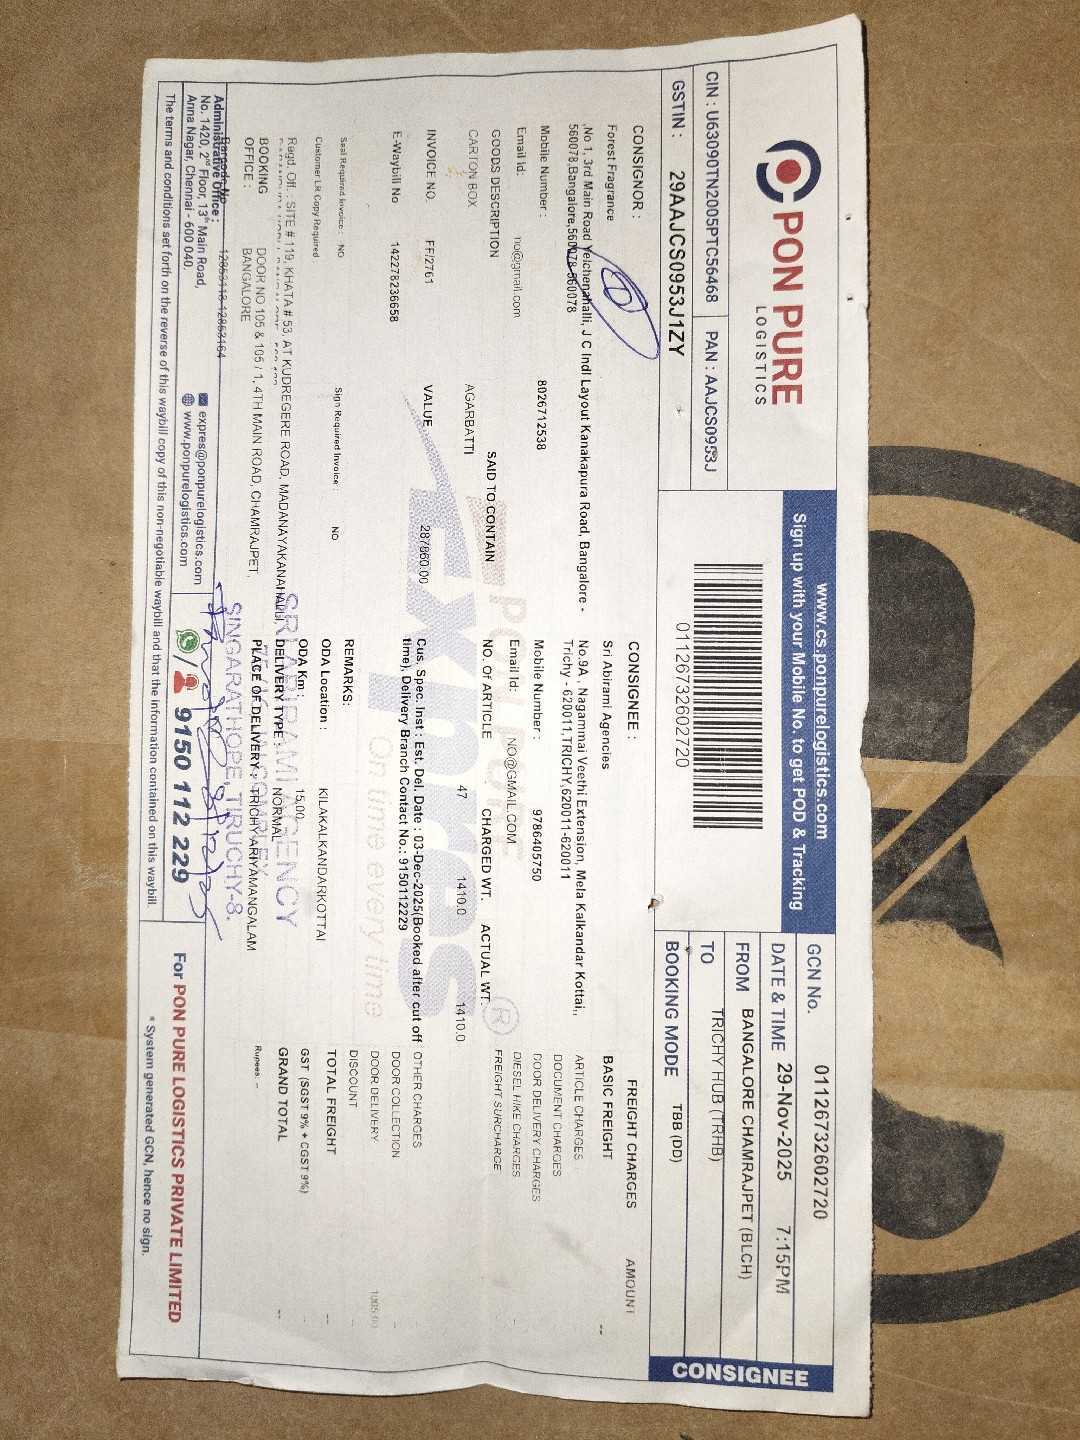 PON PURE
LOGISTICS
CIN : U63090TN2005PTC56468 PAN : AAJCS0953J
GSTIN : 29AAJCS0953J1ZY
www.cs.ponpurelogistics.com
Sign up with your Mobile No. to get POD & Tracking
01126732602720
GCN No. 01126732602720
DATE & TIME 29-Nov-2025 7:15PM
FROM BANGALORE CHAMRAJPET (BLCH)
TO TRICHY HUB (TRHB)
BOOKING MODE TBB (DD)
CONSIGNEE
CONSIGNOR :
Forest Fragrance
,No 1, 3rd Main Road Yelchenahalli, J C Indl Layout Kanakapura Road, Bangalore -
560078,Bangalore,560078-560078
Mobile Number : 8026712538
Email Id: no@gmail.com
GOODS DESCRIPTION SAID TO CONTAIN
CARTON BOX AGARBATTI
INVOICE NO. FF/2761 VALUE 287860.00
E-Waybill No 142278236658
Seal Required Invoice : NO Sign Required Invoice : NO
Customer LR Copy Required
CONSIGNEE :
Sri Abirami Agencies
No.9A , Nagammai Veethi Extension, Mela Kalkandar Kottai,,
Trichy - 620011,TRICHY,620011-620011
Mobile Number : 9786405750
Email Id: NO@GMAIL.COM
NO. Of ARTICLE CHARGED WT. ACTUAL WT.
47 1410.0 1410.0
Cus. Spec. Inst : Est. Del. Date : 03-Dec-2025(Booked after cut off
time), Delivery Branch Contact No.: 9150112229
REMARKS:
ODA Location : KILAKALKANDARKOTTAI
ODA Km : 15.00
DELIVERY TYPE : NORMAL
PLACE OF DELIVERY : TRICHY ARIYAMANGALAM
FREIGHT CHARGES AMOUNT
BASIC FREIGHT --
ARTICLE CHARGES
DOCUMENT CHARGES
DOOR DELIVERY CHARGES
DIESEL HIKE CHARGES
FREIGHT SURCHARGE
OTHER CHARGES
DOOR COLLECTION
DOOR DELIVERY
DISCOUNT
TOTAL FREIGHT
GST (SGST 9% + CGST 9%)
GRAND TOTAL --
Rupees: --
Regd. Off. : SITE # 119, KHATA # 53, AT KUDREGERE ROAD, MADANAYAKANAHALLI,
BOOKING OFFICE : DOOR NO 105 & 105 / 1, 4TH MAIN ROAD, CHAMRAJPET,
BANGALORE
Barcode No 12853118-12853164
SRI ABIRAMI AGENCY
SINGARATHOPE, TIRUCHY-8.
Pon Pure
Expres
On time every time
Administrative Office :
No. 1420, 2nd Floor, 13th Main Road,
Anna Nagar, Chennai - 600 040.
expres@ponpurelogistics.com
www.ponpurelogistics.com
9150 112 229
The terms and conditions set forth on the reverse of this waybill copy of this non-negotiable waybill and that the information contained on this waybill
For PON PURE LOGISTICS PRIVATE LIMITED
* System generated GCN, hence no sign.